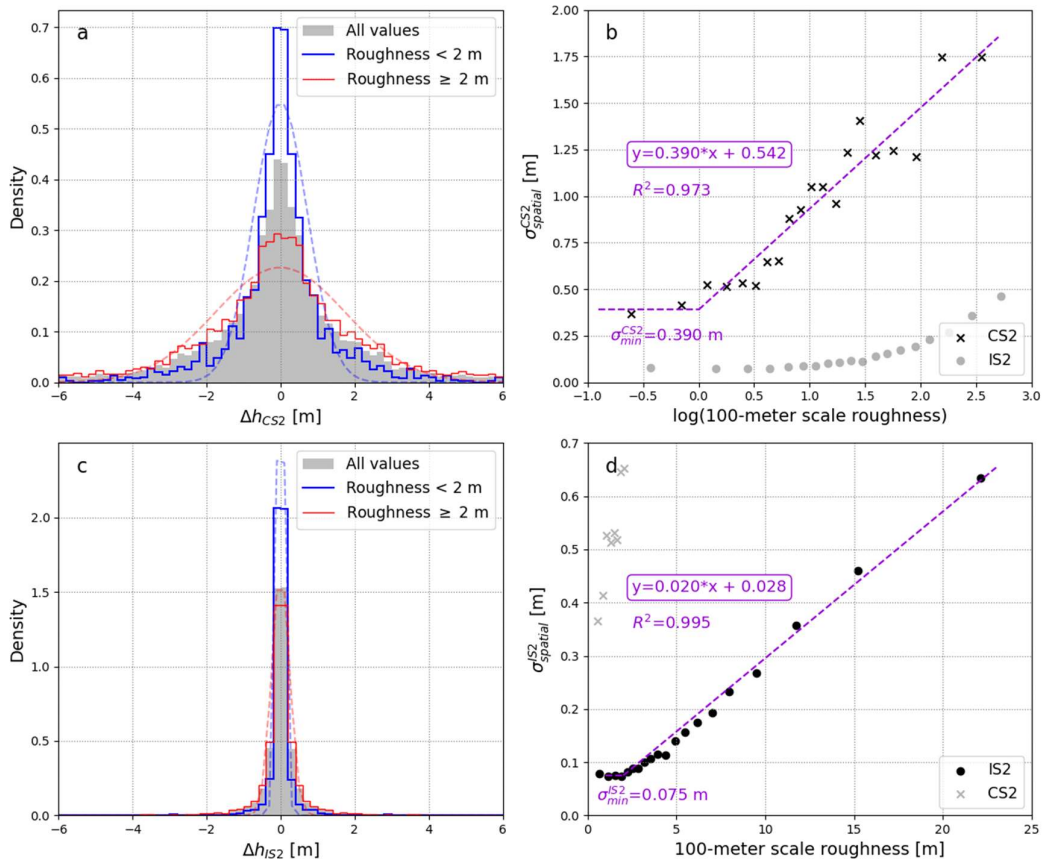 a
All values
Roughness < 2 m
Roughness ≥ 2 m
Density
0.7
0.6
0.5
0.4
0.3
0.2
0.1
0.0
−6 −4 −2 0 2 4 6
Δh_CS2 [m]
b
σ^CS2_spatial [m]
2.00
1.75
1.50
1.25
1.00
0.75
0.50
0.25
0.00
y=0.390*x + 0.542
R²=0.973
σ^CS2_min=0.390 m
CS2
IS2
−1.0 −0.5 0.0 0.5 1.0 1.5 2.0 2.5 3.0
log(100-meter scale roughness)
c
All values
Roughness < 2 m
Roughness ≥ 2 m
Density
2.0
1.5
1.0
0.5
0.0
−6 −4 −2 0 2 4 6
Δh_IS2 [m]
d
σ^IS2_spatial [m]
0.7
0.6
0.5
0.4
0.3
0.2
0.1
0.0
y=0.020*x + 0.028
R²=0.995
σ^IS2_min=0.075 m
IS2
CS2
0 5 10 15 20 25
100-meter scale roughness [m]